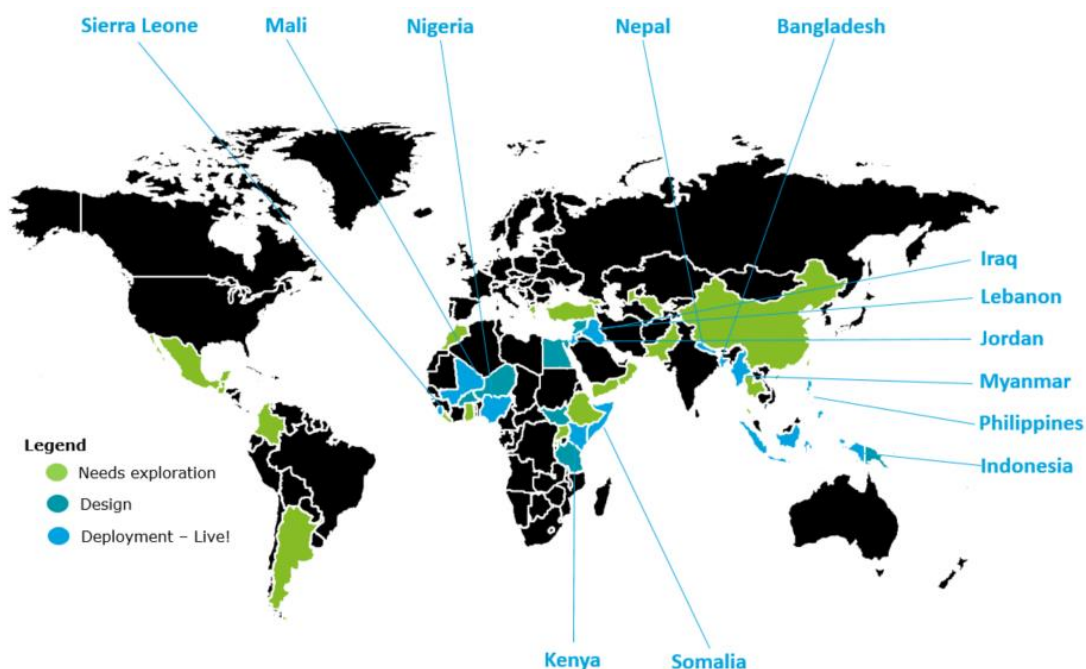 Sierra Leone
Mali
Nigeria
Nepal
Bangladesh
Iraq
Lebanon
Jordan
Myanmar
Philippines
Indonesia
Legend
Needs exploration
Design
Deployment – Live!
Kenya
Somalia